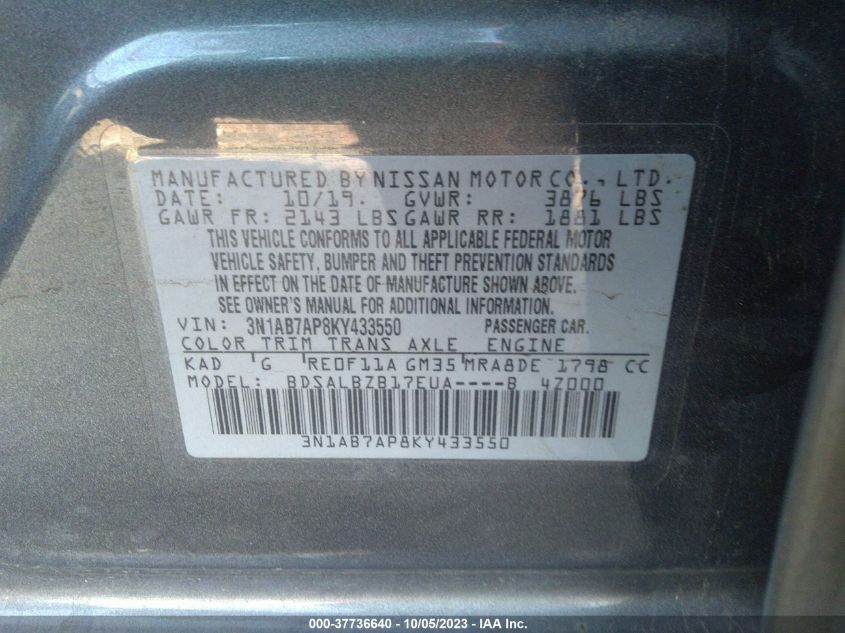 MANUFACTURED BY NISSAN MOTOR CO., LTD.
DATE: 10/19. GVWR: 3876 LBS
GAWR FR: 2143 LBS GAWR RR: 1881 LBS
THIS VEHICLE CONFORMS TO ALL APPLICABLE FEDERAL MOTOR
VEHICLE SAFETY, BUMPER AND THEFT PREVENTION STANDARDS
IN EFFECT ON THE DATE OF MANUFACTURE SHOWN ABOVE.
SEE OWNER'S MANUAL FOR ADDITIONAL INFORMATION.
VIN: 3N1AB7AP8KY433550 PASSENGER CAR.
COLOR TRIM TRANS AXLE ENGINE
KAD G RE0F11A GM35 MRA8DE 1798 CC
MODEL: BDSALBZB17EUA----B 4Z000
3N1AB7AP8KY433550
000-37736640 - 10/05/2023 - IAA Inc.